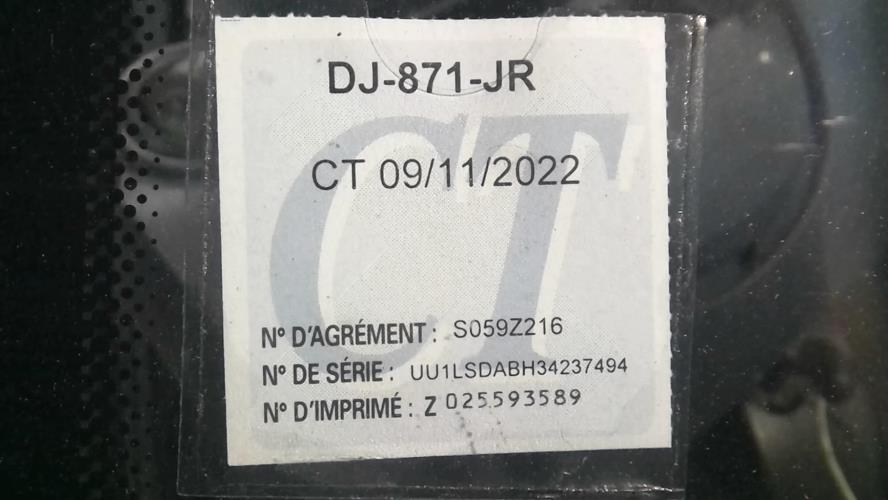 DJ-871-JR
CT
CT 09/11/2022
N° D'AGRÉMENT : S059Z216
N° DE SÉRIE : UU1LSDABH34237494
N° D'IMPRIMÉ : Z 025593589